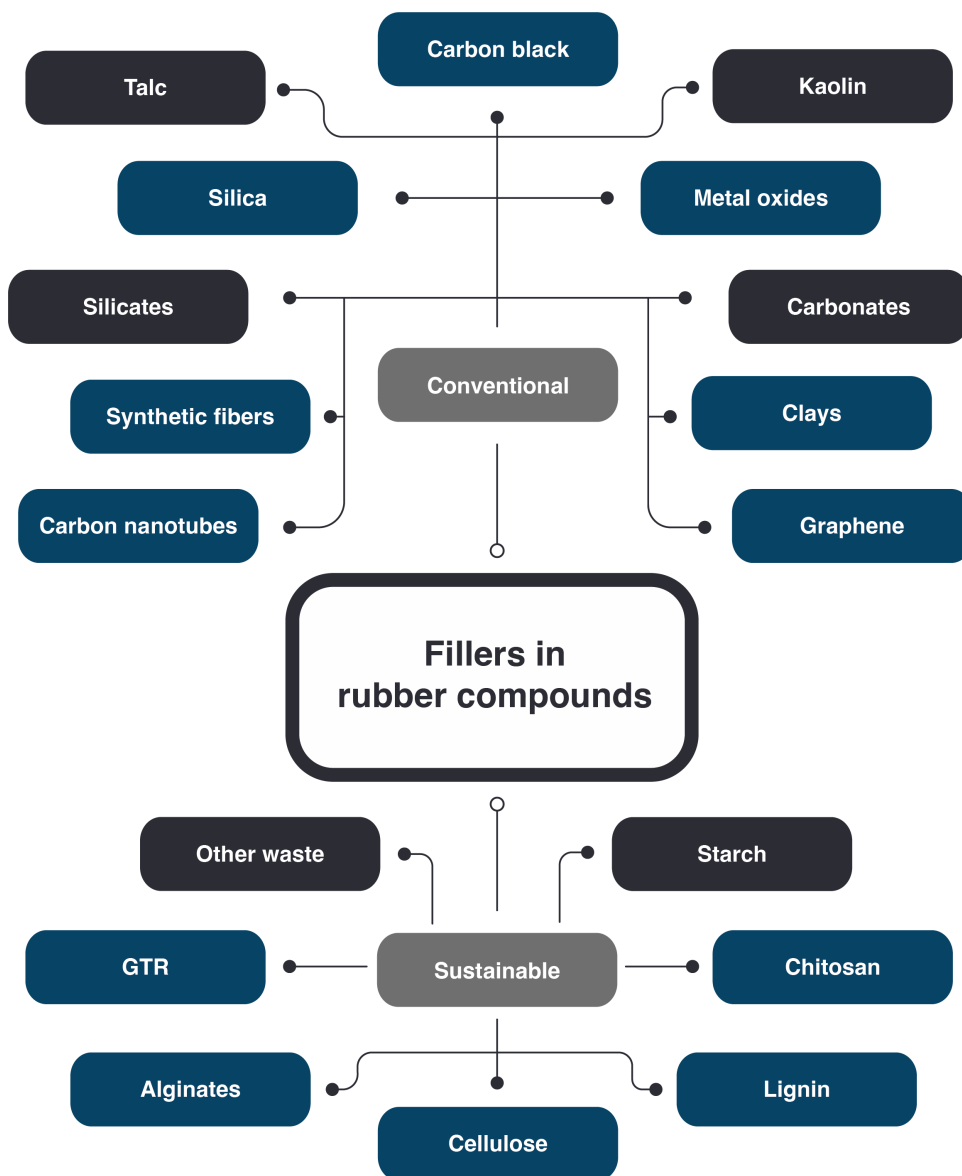 Carbon black
Talc
Kaolin
Silica
Metal oxides
Silicates
Carbonates
Conventional
Synthetic fibers
Clays
Carbon nanotubes
Graphene
Fillers in
rubber compounds
Other waste
Starch
GTR
Sustainable
Chitosan
Alginates
Lignin
Cellulose